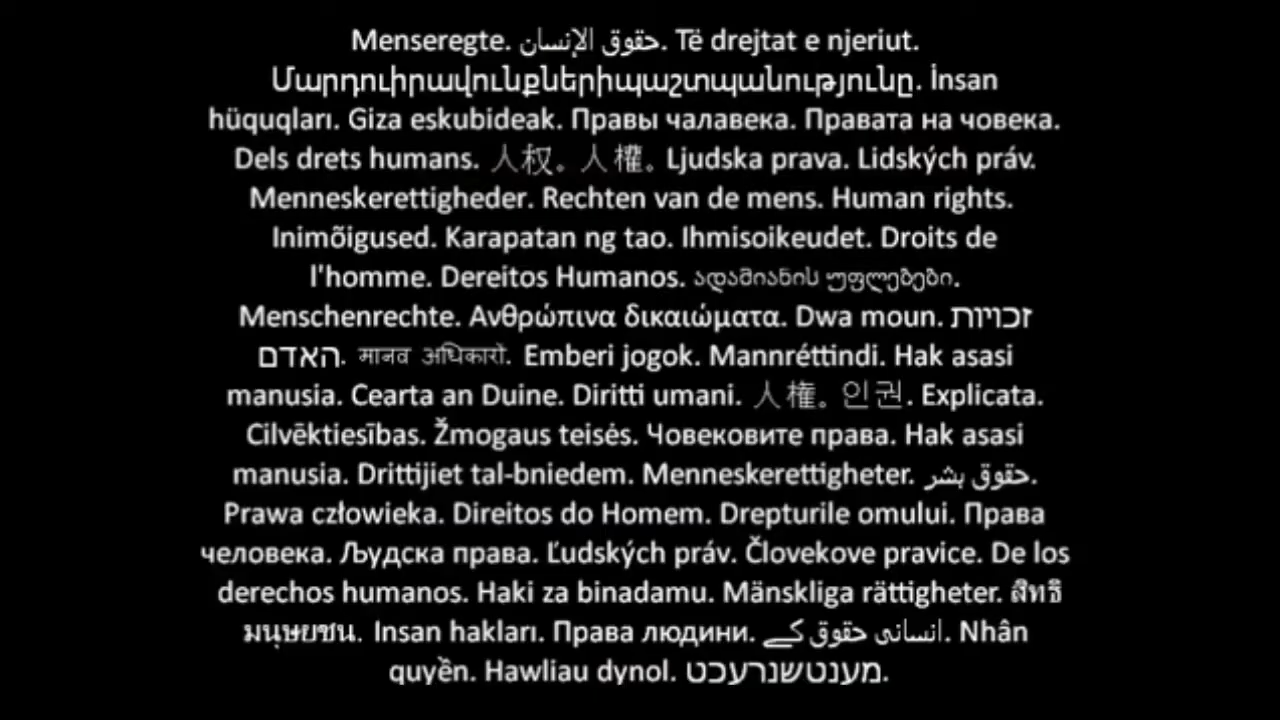 Menseregte. حقوق الإنسان. Të drejtat e njeriut.
Մարդուիրավունքներիպաշտպանությունը. İnsan
hüquqları. Giza eskubideak. Правы чалавека. Правата на човека.
Dels drets humans. 人权。人權。Ljudska prava. Lidských práv.
Menneskerettigheder. Rechten van de mens. Human rights.
Inimõigused. Karapatan ng tao. Ihmisoikeudet. Droits de
l'homme. Dereitos Humanos. ადამიანის უფლებები.
Menschenrechte. Ανθρώπινα δικαιώματα. Dwa moun. זכויות
האדם. मानव अधिकारों. Emberi jogok. Mannréttindi. Hak asasi
manusia. Cearta an Duine. Diritti umani. 人権。인권. Explicata.
Cilvēktiesības. Žmogaus teisės. Човековите права. Hak asasi
manusia. Drittijiet tal-bniedem. Menneskerettigheter. حقوق بشر.
Prawa człowieka. Direitos do Homem. Drepturile omului. Права
человека. Људска права. Ľudských práv. Človekove pravice. De los
derechos humanos. Haki za binadamu. Mänskliga rättigheter. สิทธิ
มนุษยชน. Insan hakları. Права людини. انسانی حقوق کے. Nhân
quyền. Hawliau dynol. מענטשנרעכט.